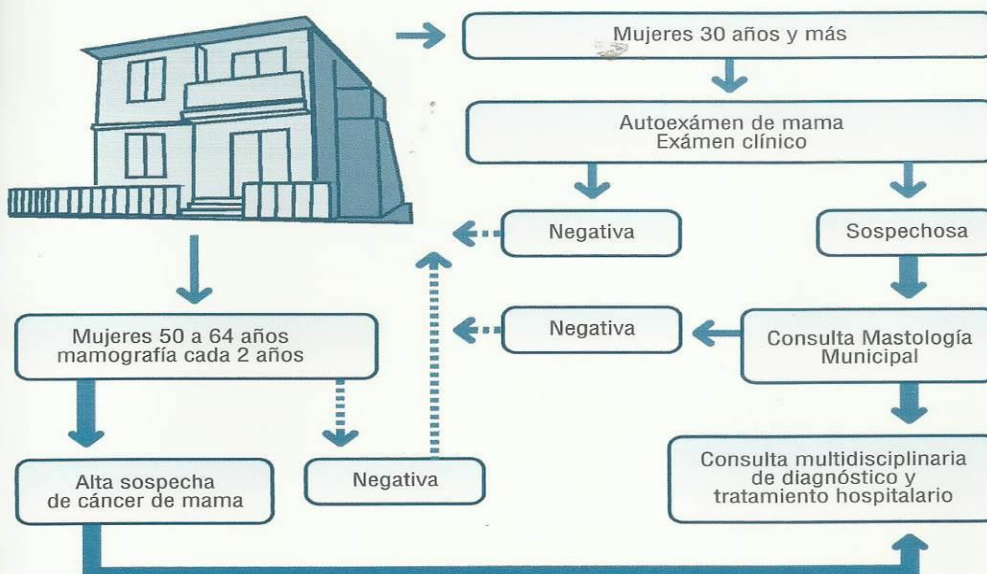 Mujeres 30 años y más
Autoexámen de mama
Exámen clínico
Negativa
Sospechosa
Mujeres 50 a 64 años
mamografía cada 2 años
Negativa
Consulta Mastología
Municipal
Alta sospecha
de cáncer de mama
Negativa
Consulta multidisciplinaria
de diagnóstico y
tratamiento hospitalario